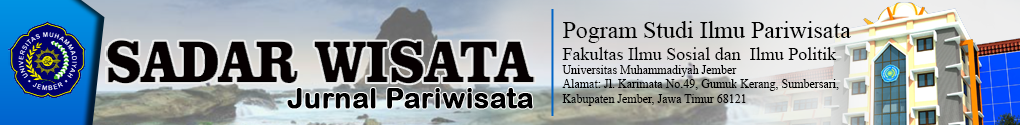 UNIVERSITAS MUHAMMADIYAH
JEMBER
SADAR WISATA
Jurnal Pariwisata
Pogram Studi Ilmu Pariwisata
Fakultas Ilmu Sosial dan Ilmu Politik
Universitas Muhammadiyah Jember
Alamat: Jl. Karimata No.49, Gumuk Kerang, Sumbersari,
Kabupaten Jember, Jawa Timur 68121